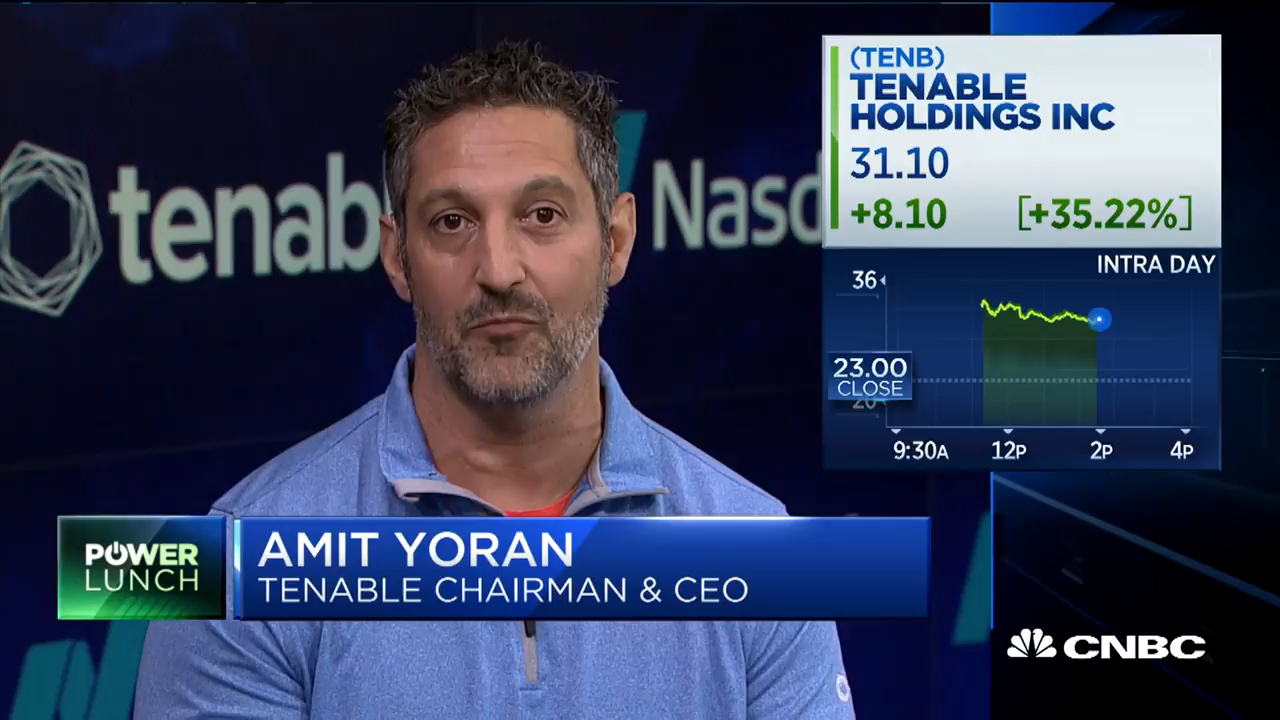 tenab
Nasd
(TENB)
TENABLE
HOLDINGS INC
31.10
+8.10 [+35.22%]
INTRA DAY
36
23.00
CLOSE
20
9:30A 12P 2P 4P
POWER
LUNCH
AMIT YORAN
TENABLE CHAIRMAN & CEO
CNBC